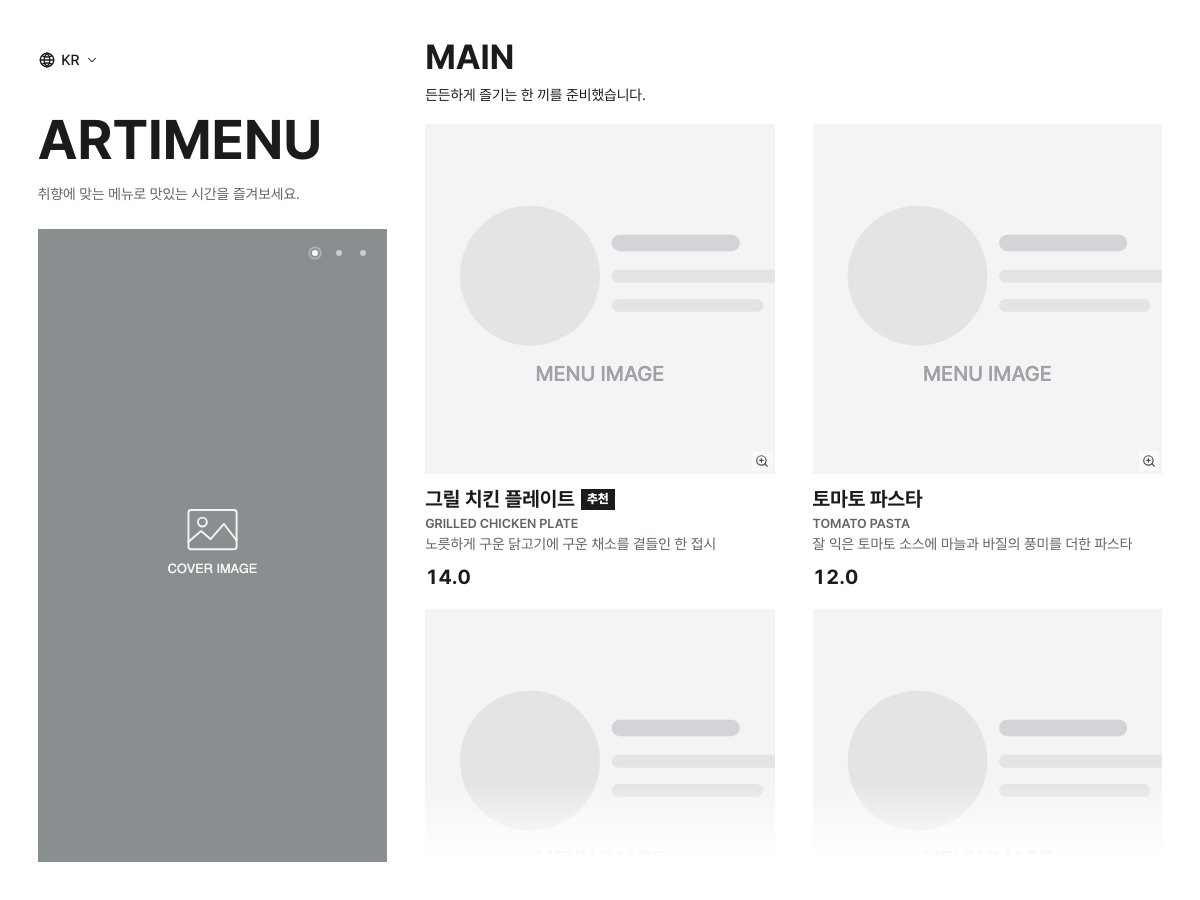 KR
ARTIMENU
취향에 맞는 메뉴로 맛있는 시간을 즐겨보세요.
COVER IMAGE
MAIN
든든하게 즐기는 한 끼를 준비했습니다.
MENU IMAGE
그릴 치킨 플레이트 추천
GRILLED CHICKEN PLATE
노릇하게 구운 닭고기에 구운 채소를 곁들인 한 접시
14.0
MENU IMAGE
토마토 파스타
TOMATO PASTA
잘 익은 토마토 소스에 마늘과 바질의 풍미를 더한 파스타
12.0